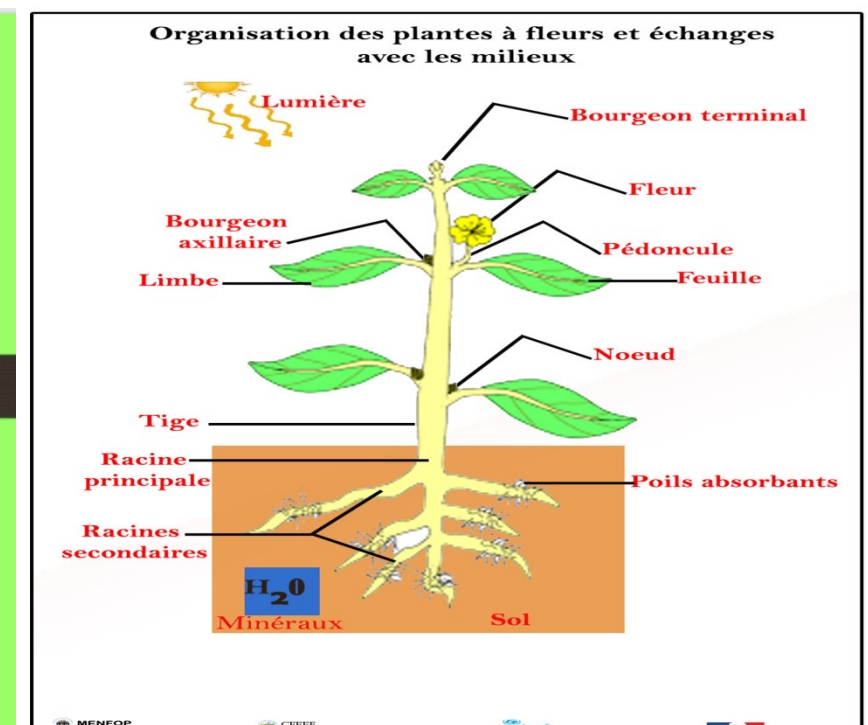 Organisation des plantes à fleurs et échanges
avec les milieux
Lumière
Bourgeon terminal
Fleur
Bourgeon
axillaire
Pédoncule
Limbe
Feuille
Noeud
Tige
Racine
principale
Poils absorbants
Racines
secondaires
H₂0
Minéraux
Sol
MENFOP